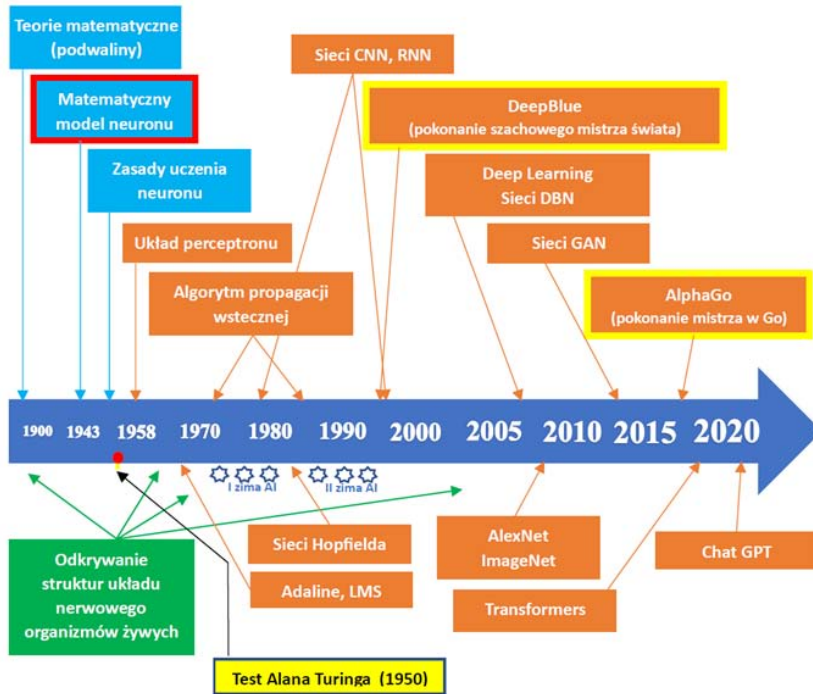 Teorie matematyczne
(podwaliny)
Matematyczny
model neuronu
Zasady uczenia
neuronu
Układ perceptronu
Algorytm propagacji
wstecznej
Sieci CNN, RNN
DeepBlue
(pokonanie szachowego mistrza świata)
Deep Learning
Sieci DBN
Sieci GAN
AlphaGo
(pokonanie mistrza w Go)
1900 1943 1958 1970 1980 1990 2000 2005 2010 2015 2020
I zima AI
II zima AI
Odkrywanie
struktur układu
nerwowego
organizmów żywych
Sieci Hopfielda
Adaline, LMS
AlexNet
ImageNet
Transformers
Chat GPT
Test Alana Turinga (1950)